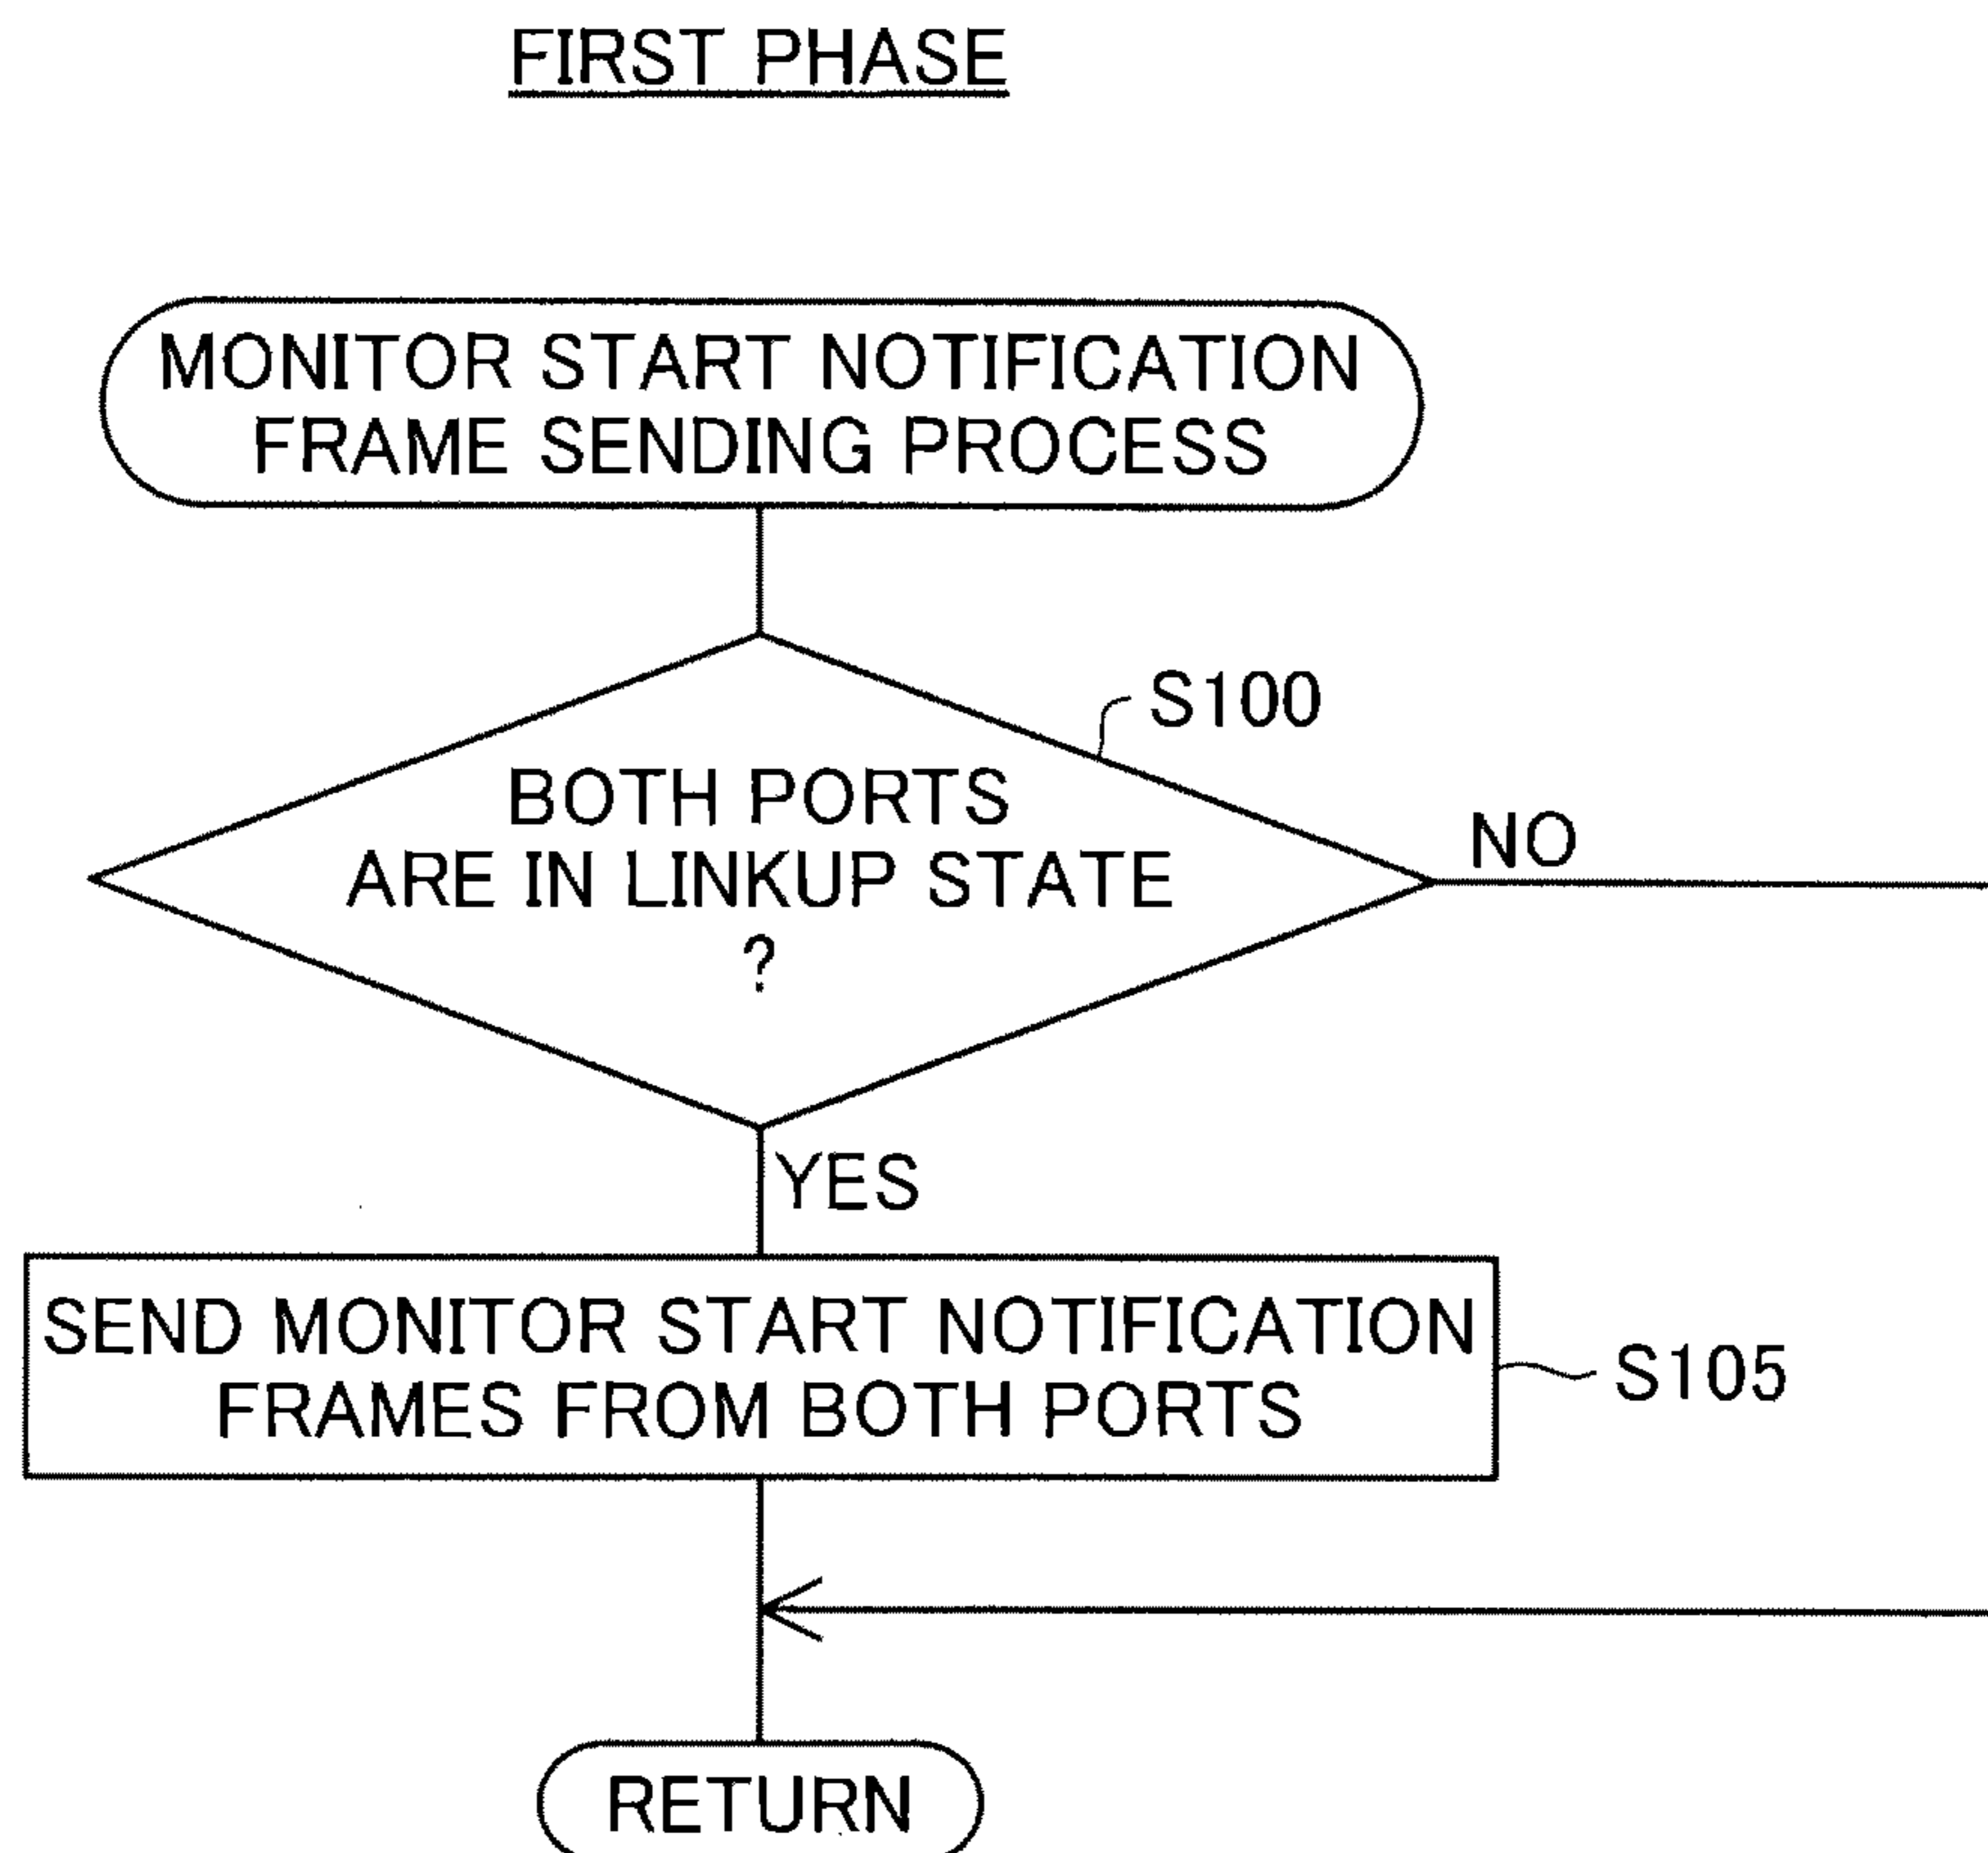 FIRST PHASE
MONITOR START NOTIFICATION
FRAME SENDING PROCESS
S100
BOTH PORTS
ARE IN LINKUP STATE
?
NO
YES
SEND MONITOR START NOTIFICATION
FRAMES FROM BOTH PORTS
S105
RETURN